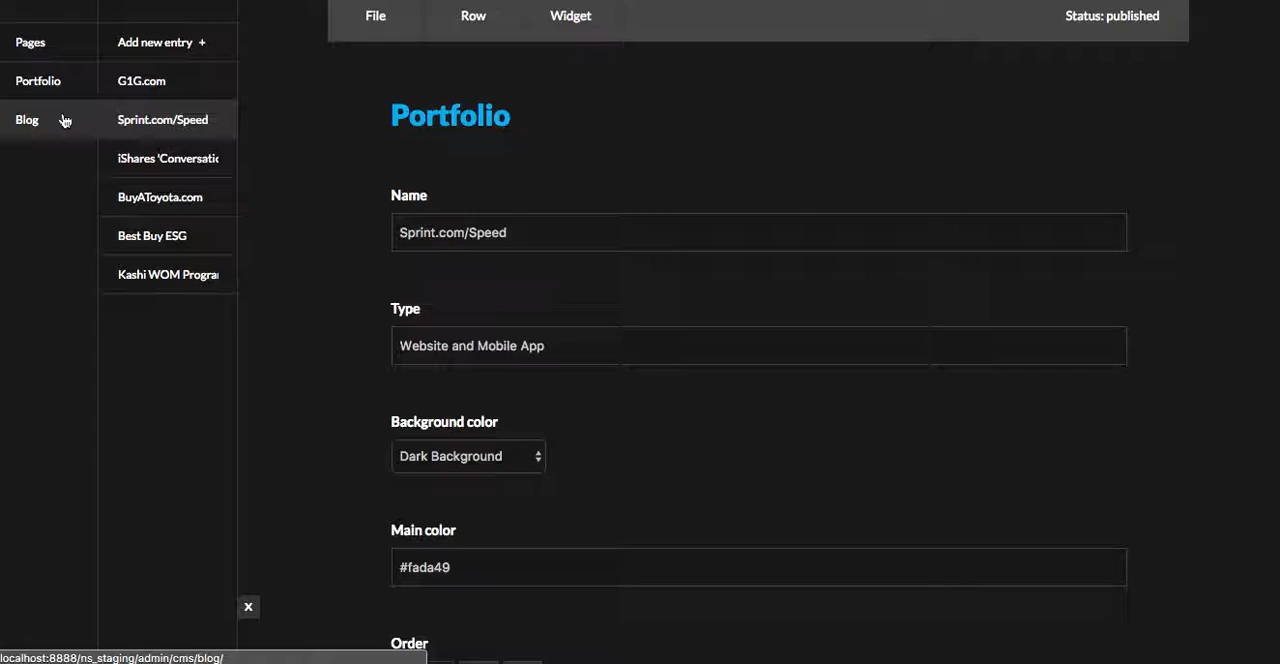 File
Row
Widget
Status: published
Pages
Portfolio
Blog
Add new entry +
G1G.com
Sprint.com/Speed
iShares 'Conversatio
BuyAToyota.com
Best Buy ESG
Kashi WOM Progra
x
Portfolio
Name
Sprint.com/Speed
Type
Website and Mobile App
Background color
Dark Background
Main color
#fada49
Order
localhost:8888/ns_staging/admin/cms/blog/